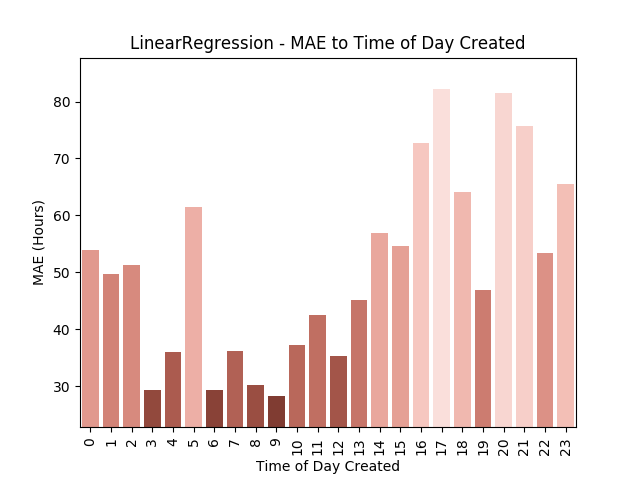 LinearRegression - MAE to Time of Day Created
MAE (Hours)
80
70
60
50
40
30
0 1 2 3 4 5 6 7 8 9 10 11 12 13 14 15 16 17 18 19 20 21 22 23
Time of Day Created